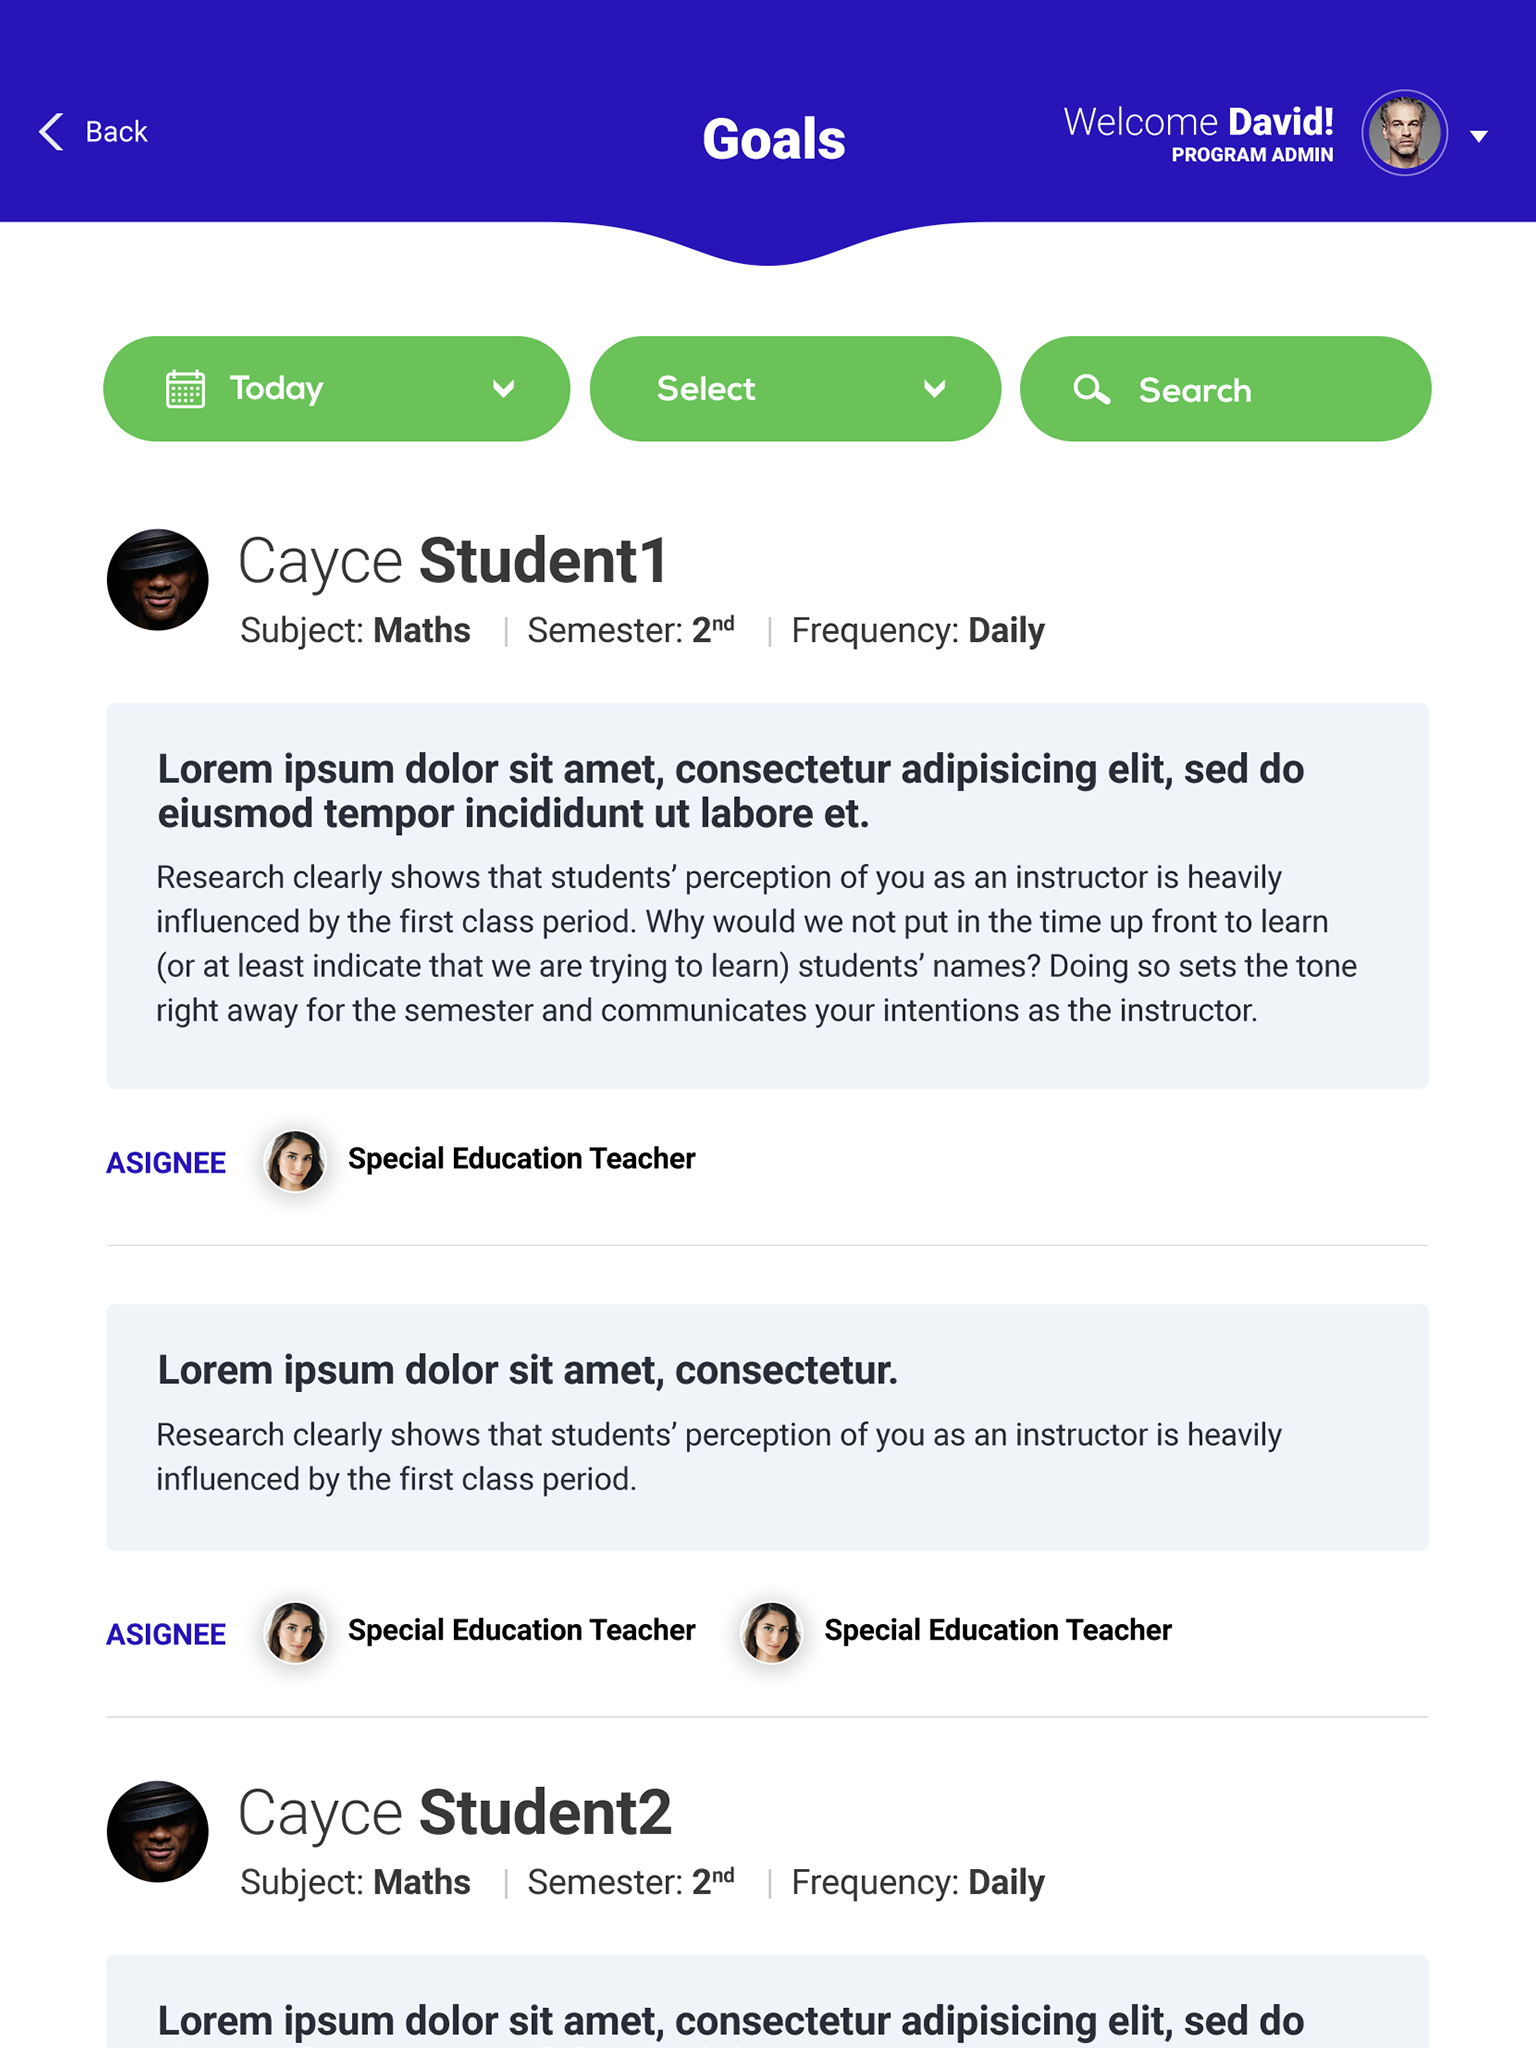 Back
Goals
Welcome David!
PROGRAM ADMIN
Today
Select
Search
Cayce Student1
Subject: Maths | Semester: 2nd | Frequency: Daily
Lorem ipsum dolor sit amet, consectetur adipisicing elit, sed do
eiusmod tempor incididunt ut labore et.
Research clearly shows that students’ perception of you as an instructor is heavily
influenced by the first class period. Why would we not put in the time up front to learn
(or at least indicate that we are trying to learn) students’ names? Doing so sets the tone
right away for the semester and communicates your intentions as the instructor.
ASIGNEE Special Education Teacher
Lorem ipsum dolor sit amet, consectetur.
Research clearly shows that students’ perception of you as an instructor is heavily
influenced by the first class period.
ASIGNEE Special Education Teacher Special Education Teacher
Cayce Student2
Subject: Maths | Semester: 2nd | Frequency: Daily
Lorem ipsum dolor sit amet, consectetur adipisicing elit, sed do